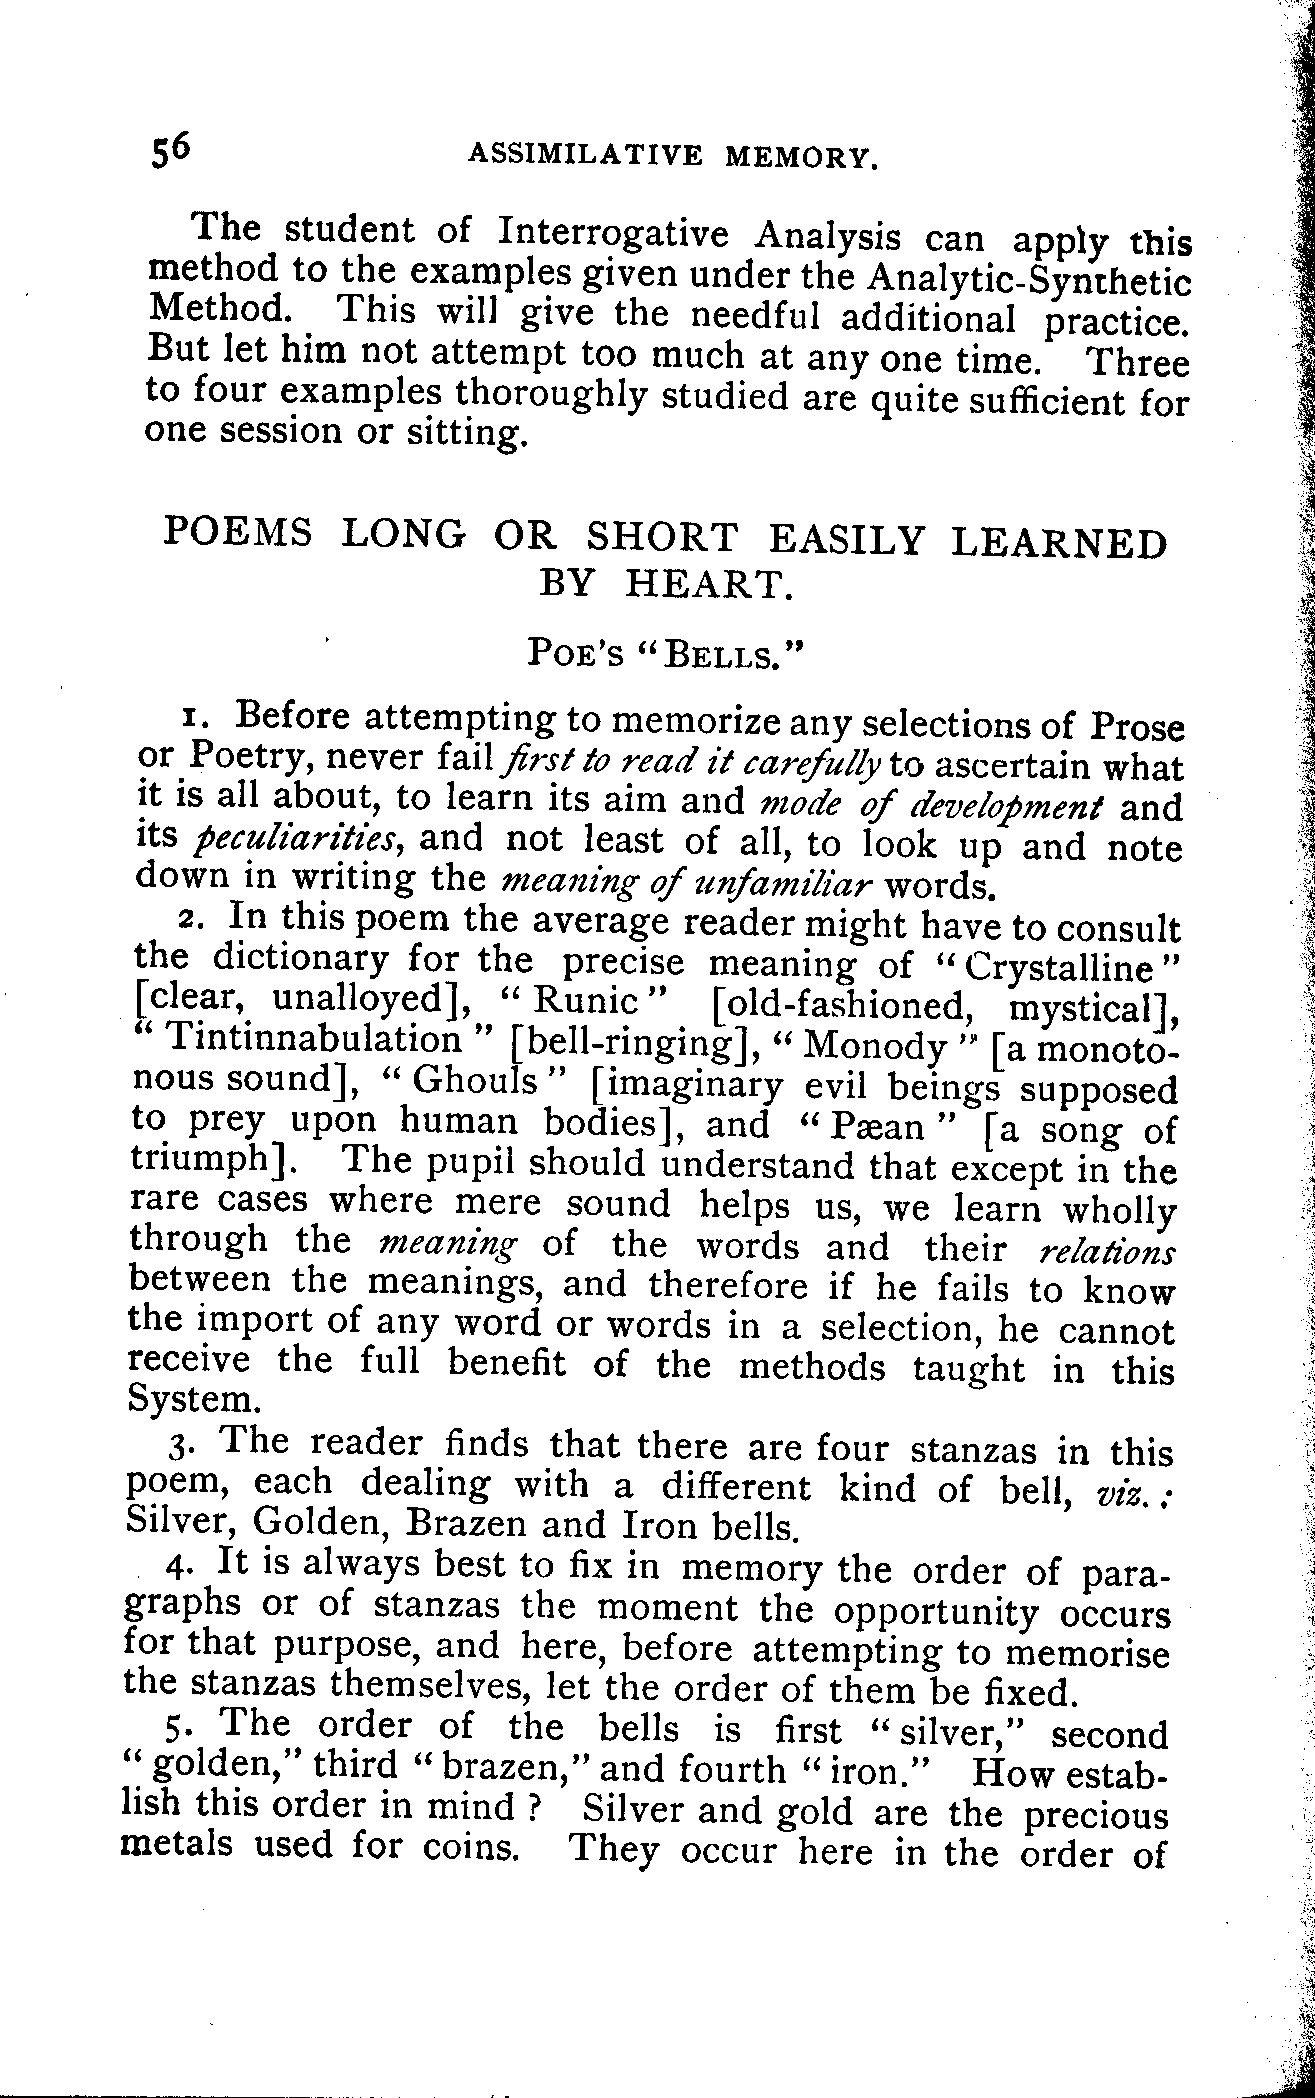 56 ASSIMILATIVE MEMORY.
The student of Interrogative Analysis can apply this
method to the examples given under the Analytic-Synthetic
Method. This will give the needful additional practice.
But let him not attempt too much at any one time. Three
to four examples thoroughly studied are quite sufficient for
one session or sitting.
POEMS LONG OR SHORT EASILY LEARNED
BY HEART.
POE'S "BELLS."
1. Before attempting to memorize any selections of Prose
or Poetry, never fail first to read it carefully to ascertain what
it is all about, to learn its aim and mode of development and
its peculiarities, and not least of all, to look up and note
down in writing the meaning of unfamiliar words.
2. In this poem the average reader might have to consult
the dictionary for the precise meaning of "Crystalline"
[clear, unalloyed], "Runic" [old-fashioned, mystical],
"Tintinnabulation" [bell-ringing], "Monody" [a monoto-
nous sound], "Ghouls" [imaginary evil beings supposed
to prey upon human bodies], and "Pæan" [a song of
triumph]. The pupil should understand that except in the
rare cases where mere sound helps us, we learn wholly
through the meaning of the words and their relations
between the meanings, and therefore if he fails to know
the import of any word or words in a selection, he cannot
receive the full benefit of the methods taught in this
System.
3. The reader finds that there are four stanzas in this
poem, each dealing with a different kind of bell, viz.:
Silver, Golden, Brazen and Iron bells.
4. It is always best to fix in memory the order of para-
graphs or of stanzas the moment the opportunity occurs
for that purpose, and here, before attempting to memorise
the stanzas themselves, let the order of them be fixed.
5. The order of the bells is first "silver," second
"golden," third "brazen," and fourth "iron." How estab-
lish this order in mind? Silver and gold are the precious
metals used for coins. They occur here in the order of